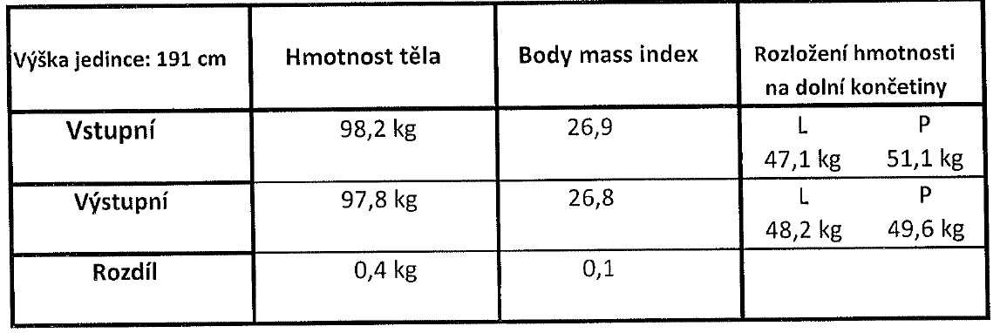 Výška jedince: 191 cm Hmotnost těla Body mass index Rozložení hmotnosti
na dolní končetiny
Vstupní 98,2 kg 26,9 L P
47,1 kg 51,1 kg
Výstupní 97,8 kg 26,8 L P
48,2 kg 49,6 kg
Rozdíl 0,4 kg 0,1